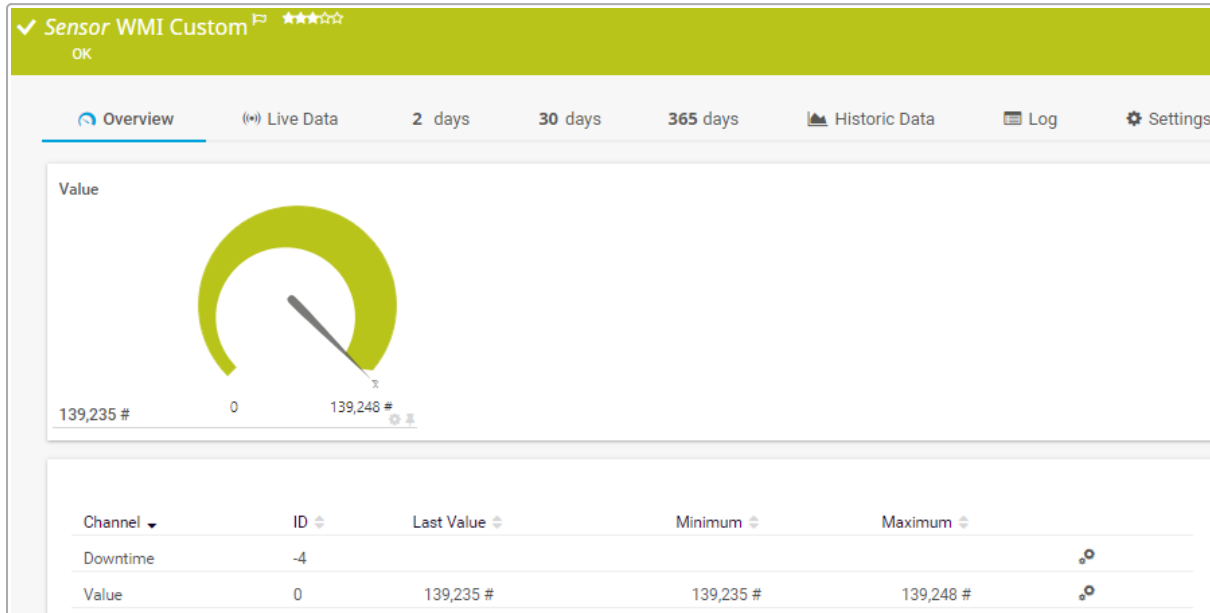 Sensor WMI Custom
OK
Overview Live Data 2 days 30 days 365 days Historic Data Log Settings
Value
0 139,248 #
139,235 #
Channel ID Last Value Minimum Maximum
Downtime -4
Value 0 139,235 # 139,235 # 139,248 #